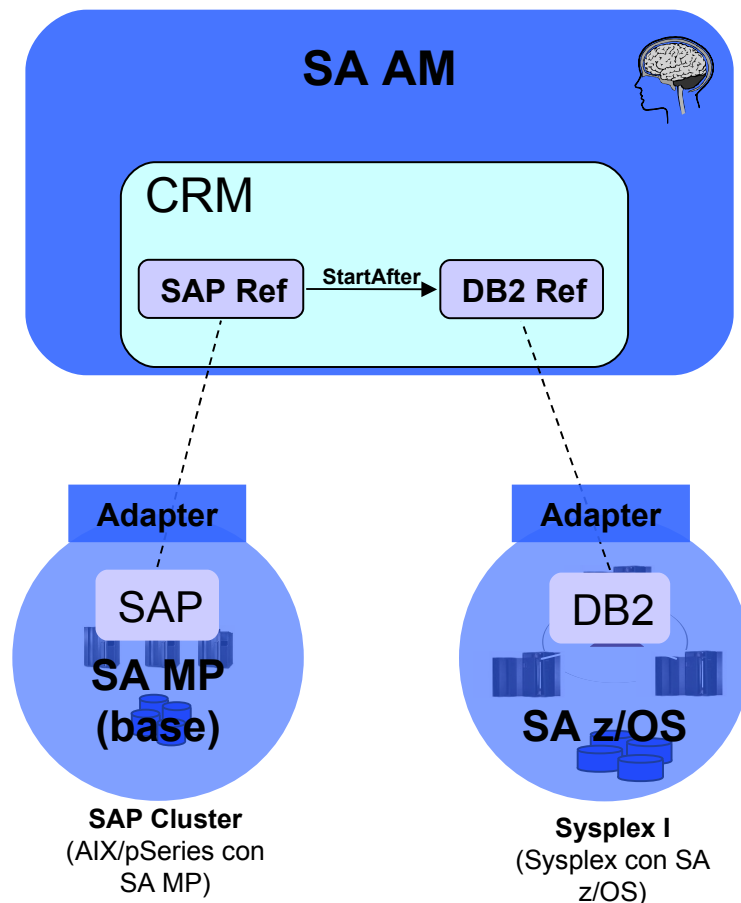 SA AM
CRM
SAP Ref
StartAfter
DB2 Ref
Adapter
Adapter
SAP
DB2
SA MP
(base)
SA z/OS
SAP Cluster
(AIX/pSeries con
SA MP)
Sysplex I
(Sysplex con SA
z/OS)